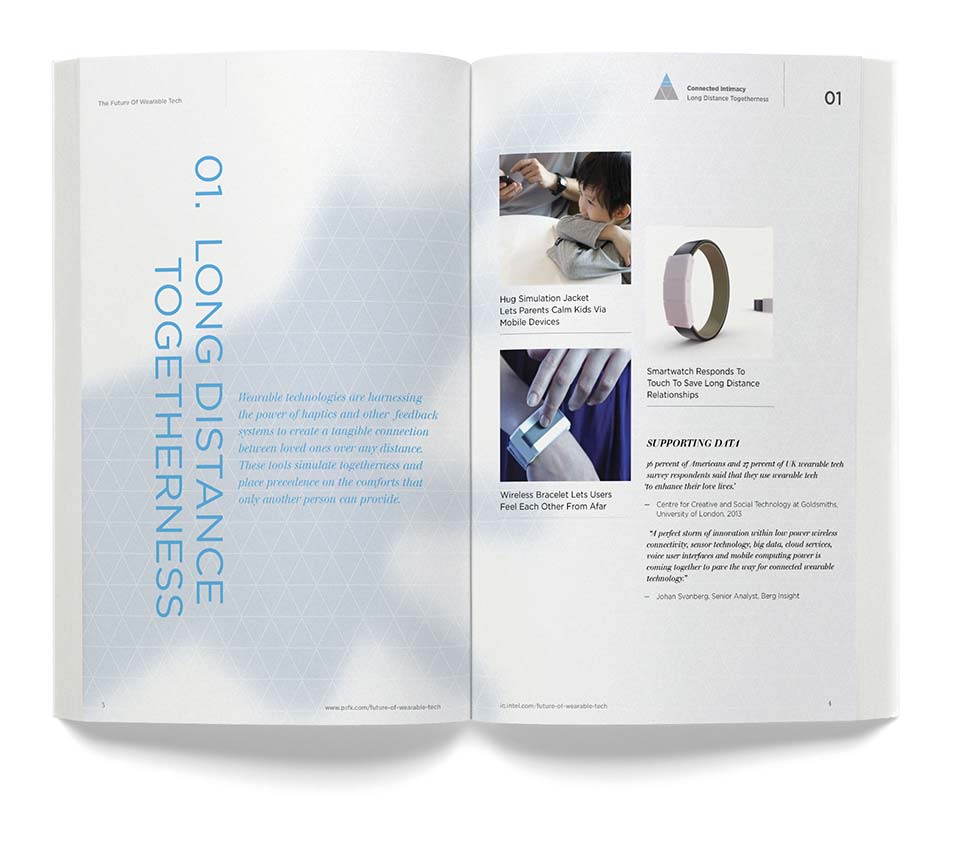 The Future Of Wearable Tech
01. LONG DISTANCE
TOGETHERNESS
Wearable technologies are harnessing
the power of haptics and other feedback
systems to create a tangible connection
between loved ones over any distance.
These tools simulate togetherness and
place precedence on the comforts that
only another person can provide.
3
www.psfk.com/future-of-wearable-tech
Connected Intimacy
Long Distance Togetherness
01
Hug Simulation Jacket
Lets Parents Calm Kids Via
Mobile Devices
Wireless Bracelet Lets Users
Feel Each Other From Afar
Smartwatch Responds To
Touch To Save Long Distance
Relationships
SUPPORTING DATA
36 percent of Americans and 27 percent of UK wearable tech
survey respondents said that they use wearable tech
to enhance their love lives.'
— Centre for Creative and Social Technology at Goldsmiths,
University of London, 2013
"A perfect storm of innovation within low power wireless
connectivity, sensor technology, big data, cloud services,
voice user interfaces and mobile computing power is
coming together to pave the way for connected wearable
technology."
— Johan Svanberg, Senior Analyst, Berg Insight
iq.intel.com/future-of-wearable-tech
4